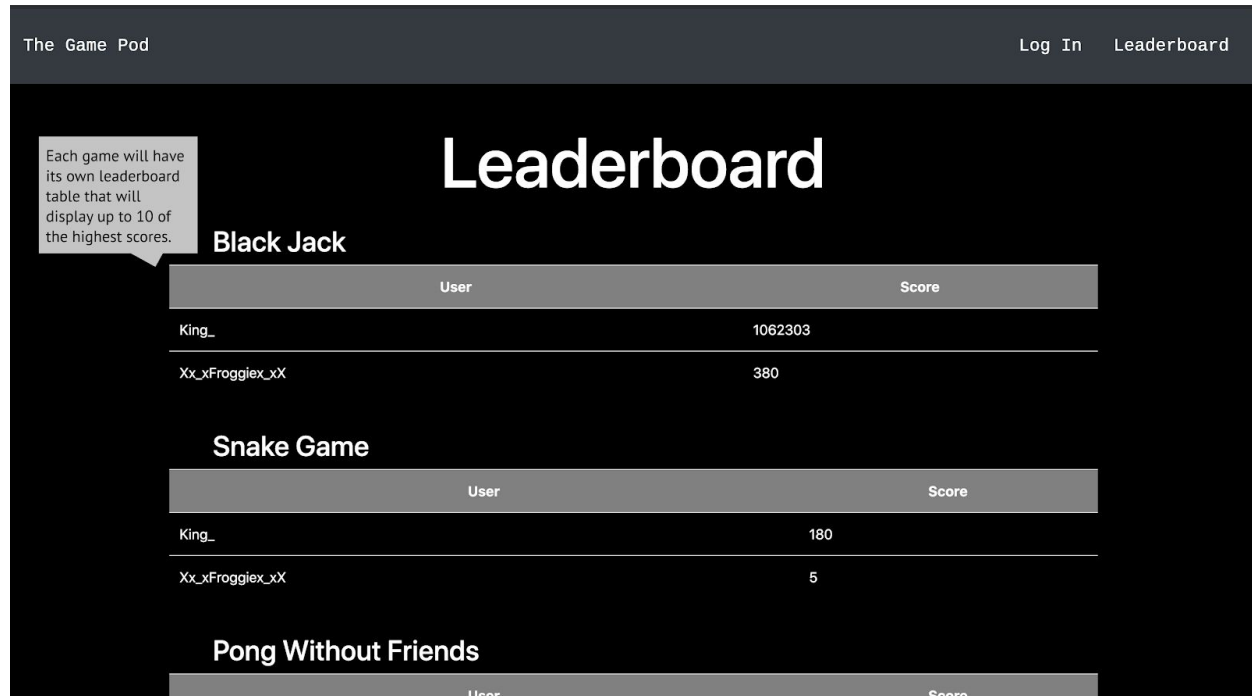 The Game Pod Log In Leaderboard
Leaderboard
Each game will have
its own leaderboard
table that will
display up to 10 of
the highest scores.
Black Jack
User Score
King_ 1062303
Xx_xFroggiex_xX 380
Snake Game
User Score
King_ 180
Xx_xFroggiex_xX 5
Pong Without Friends
User Score